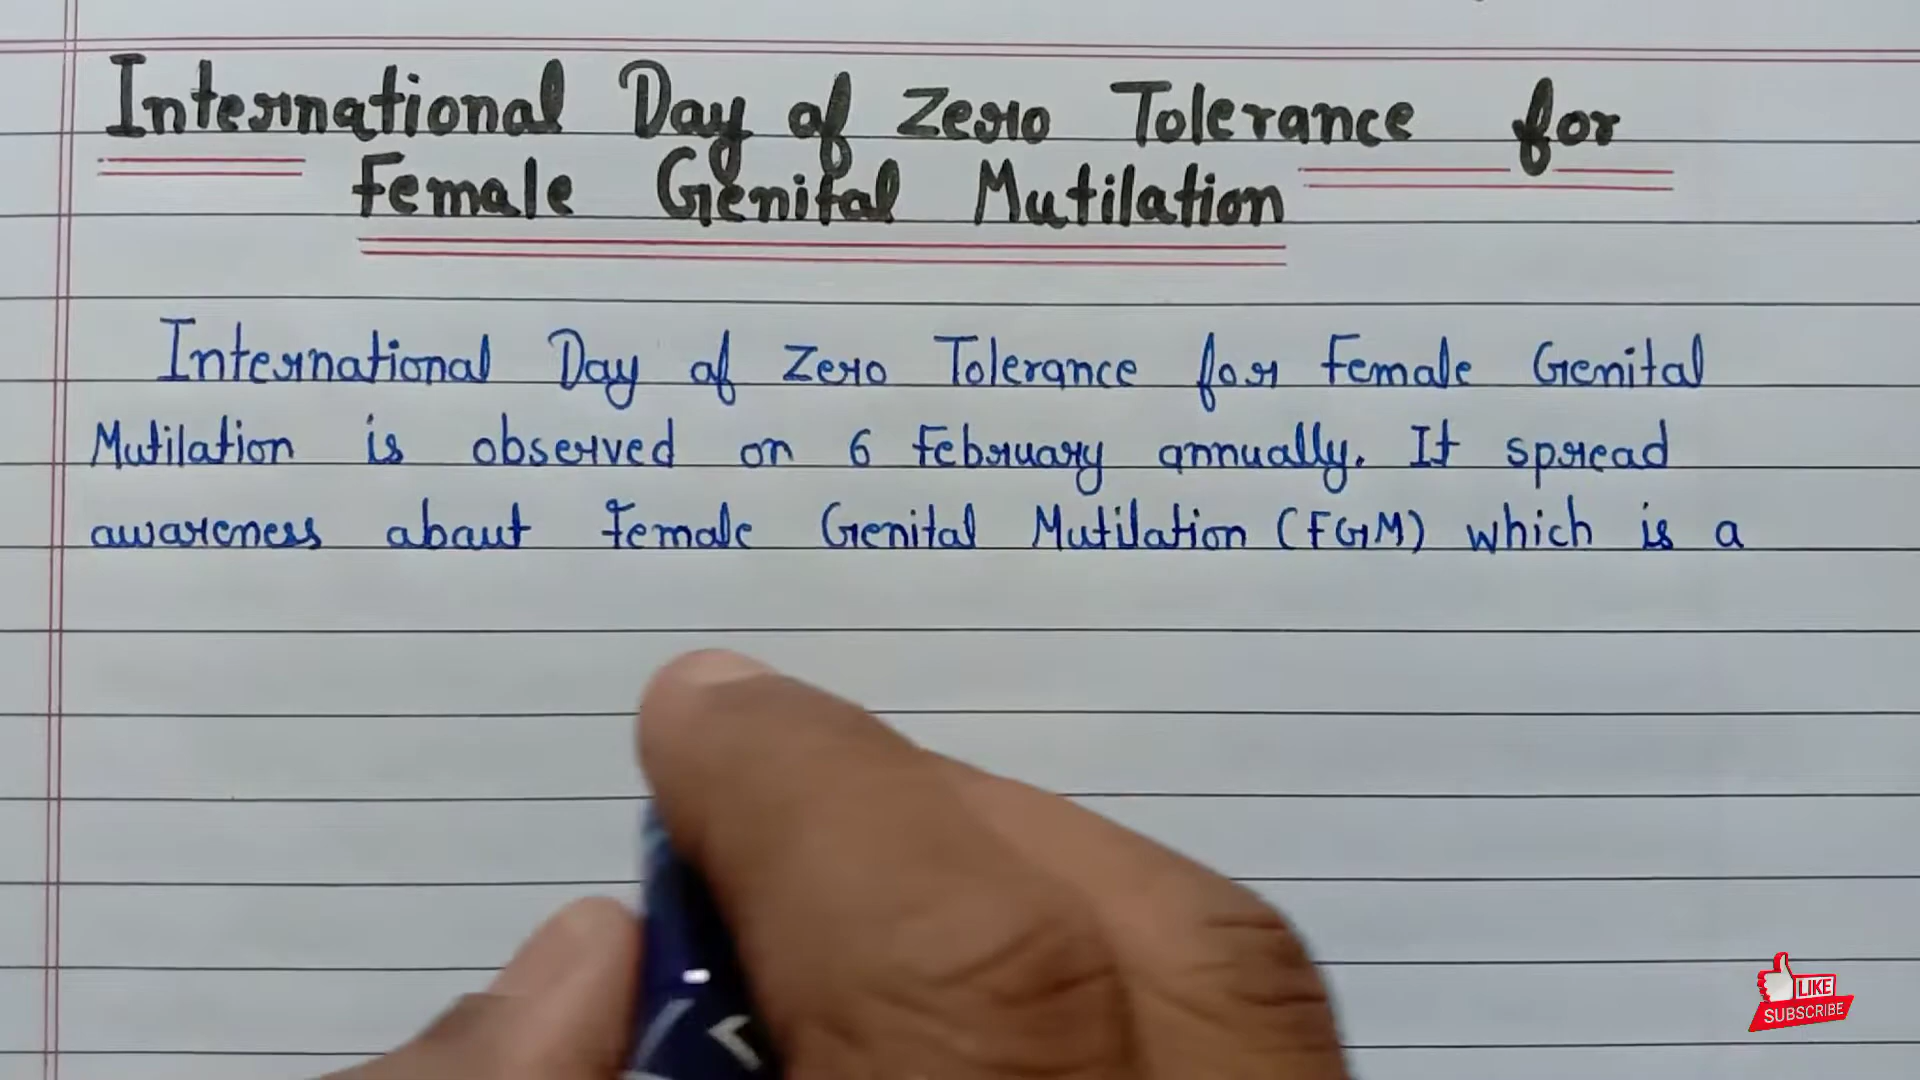 International Day of Zero Tolerance for
Female Genital Mutilation
International Day of Zero Tolerance for Female Genital
Mutilation is observed on 6 February annually. It spread
awareness about Female Genital Mutilation (FGM) which is a
LIKE
SUBSCRIBE